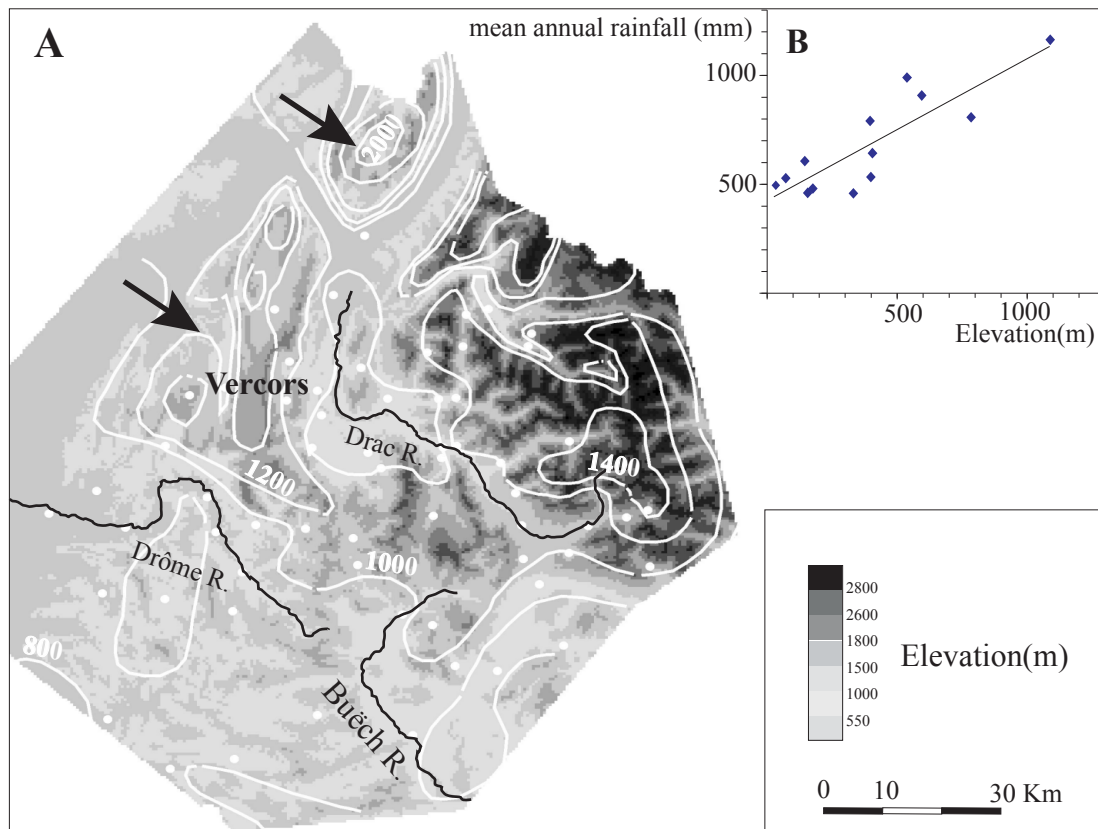 A
mean annual rainfall (mm)
B
1000
500
500
1000
Elevation(m)
2000
Vercors
Drac R.
1400
1200
1000
Drôme R.
800
Buëch R.
2800
2600
1800
1500
1000
550
Elevation(m)
0 10 30 Km